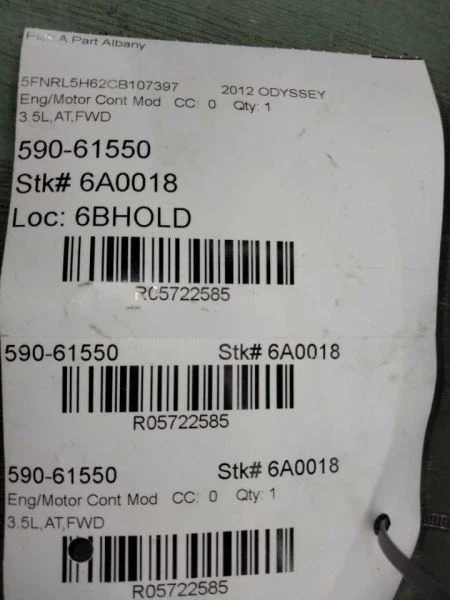 A Part Albany
5FNRL5H62CB107397 2012 ODYSSEY
Eng/Motor Cont Mod CC: 0 Qty: 1
3.5L,AT,FWD
590-61550
Stk# 6A0018
Loc: 6BHOLD
R05722585
590-61550 Stk# 6A0018
R05722585
590-61550 Stk# 6A0018
Eng/Motor Cont Mod CC: 0 Qty: 1
3.5L,AT,FWD
R05722585